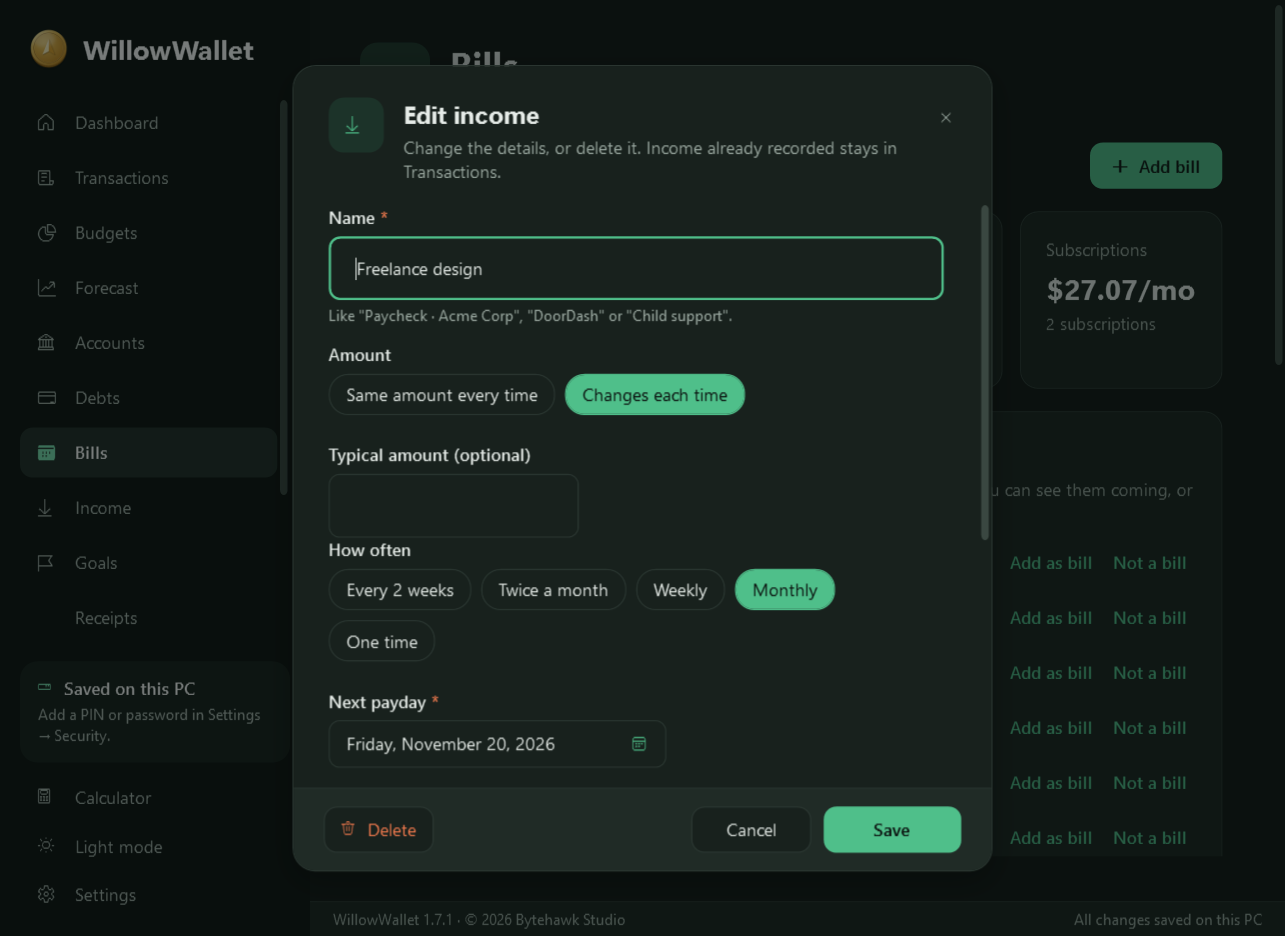 WillowWallet
Dashboard
Transactions
Budgets
Forecast
Accounts
Debts
Bills
Income
Goals
Receipts
Saved on this PC
Add a PIN or password in Settings
→ Security.
Calculator
Light mode
Settings
Bills
+ Add bill
Subscriptions
$27.07/mo
2 subscriptions
u can see them coming, or
Add as bill Not a bill
Add as bill Not a bill
Add as bill Not a bill
Add as bill Not a bill
Add as bill Not a bill
Add as bill Not a bill
Edit income
Change the details, or delete it. Income already recorded stays in
Transactions.
Name *
Freelance design
Like "Paycheck · Acme Corp", "DoorDash" or "Child support".
Amount
Same amount every time Changes each time
Typical amount (optional)
How often
Every 2 weeks Twice a month Weekly Monthly
One time
Next payday *
Friday, November 20, 2026
Delete Cancel Save
WillowWallet 1.7.1 · © 2026 Bytehawk Studio
All changes saved on this PC